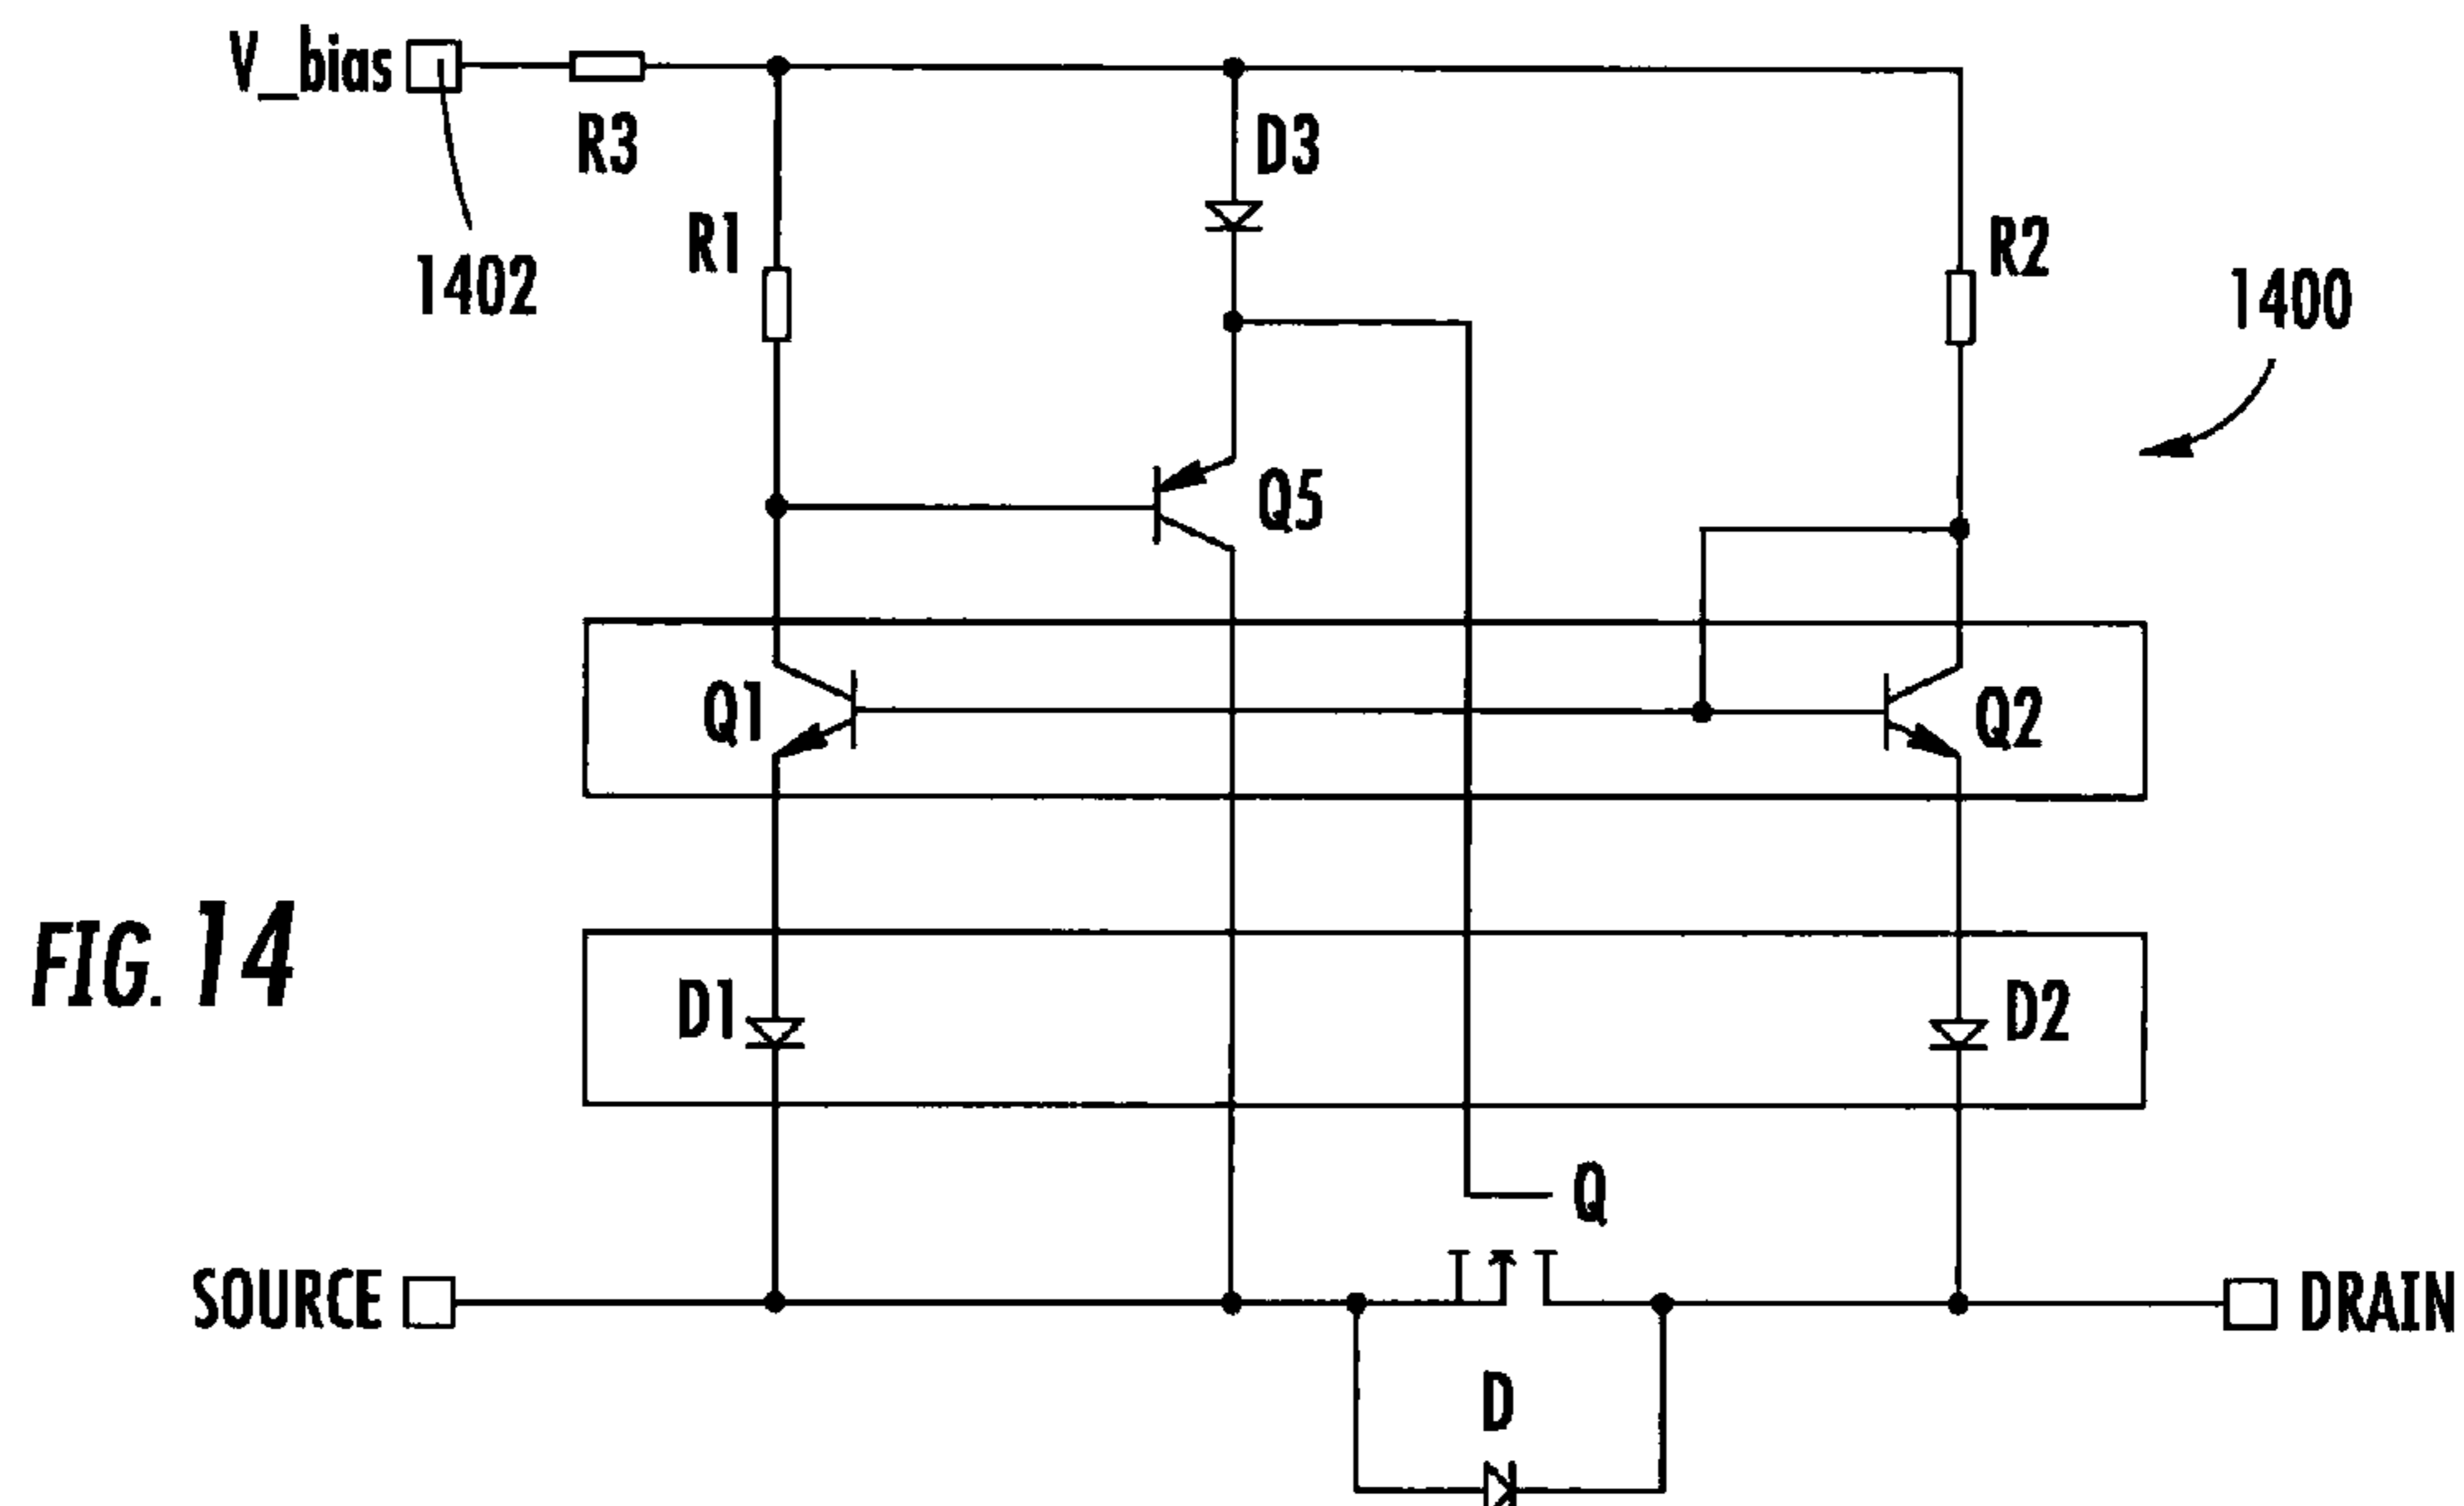 V_bias
R3
D3
R1
R2
1402
1400
Q5
Q1
Q2
FIG. 14
D1
D2
Q
SOURCE
DRAIN
D